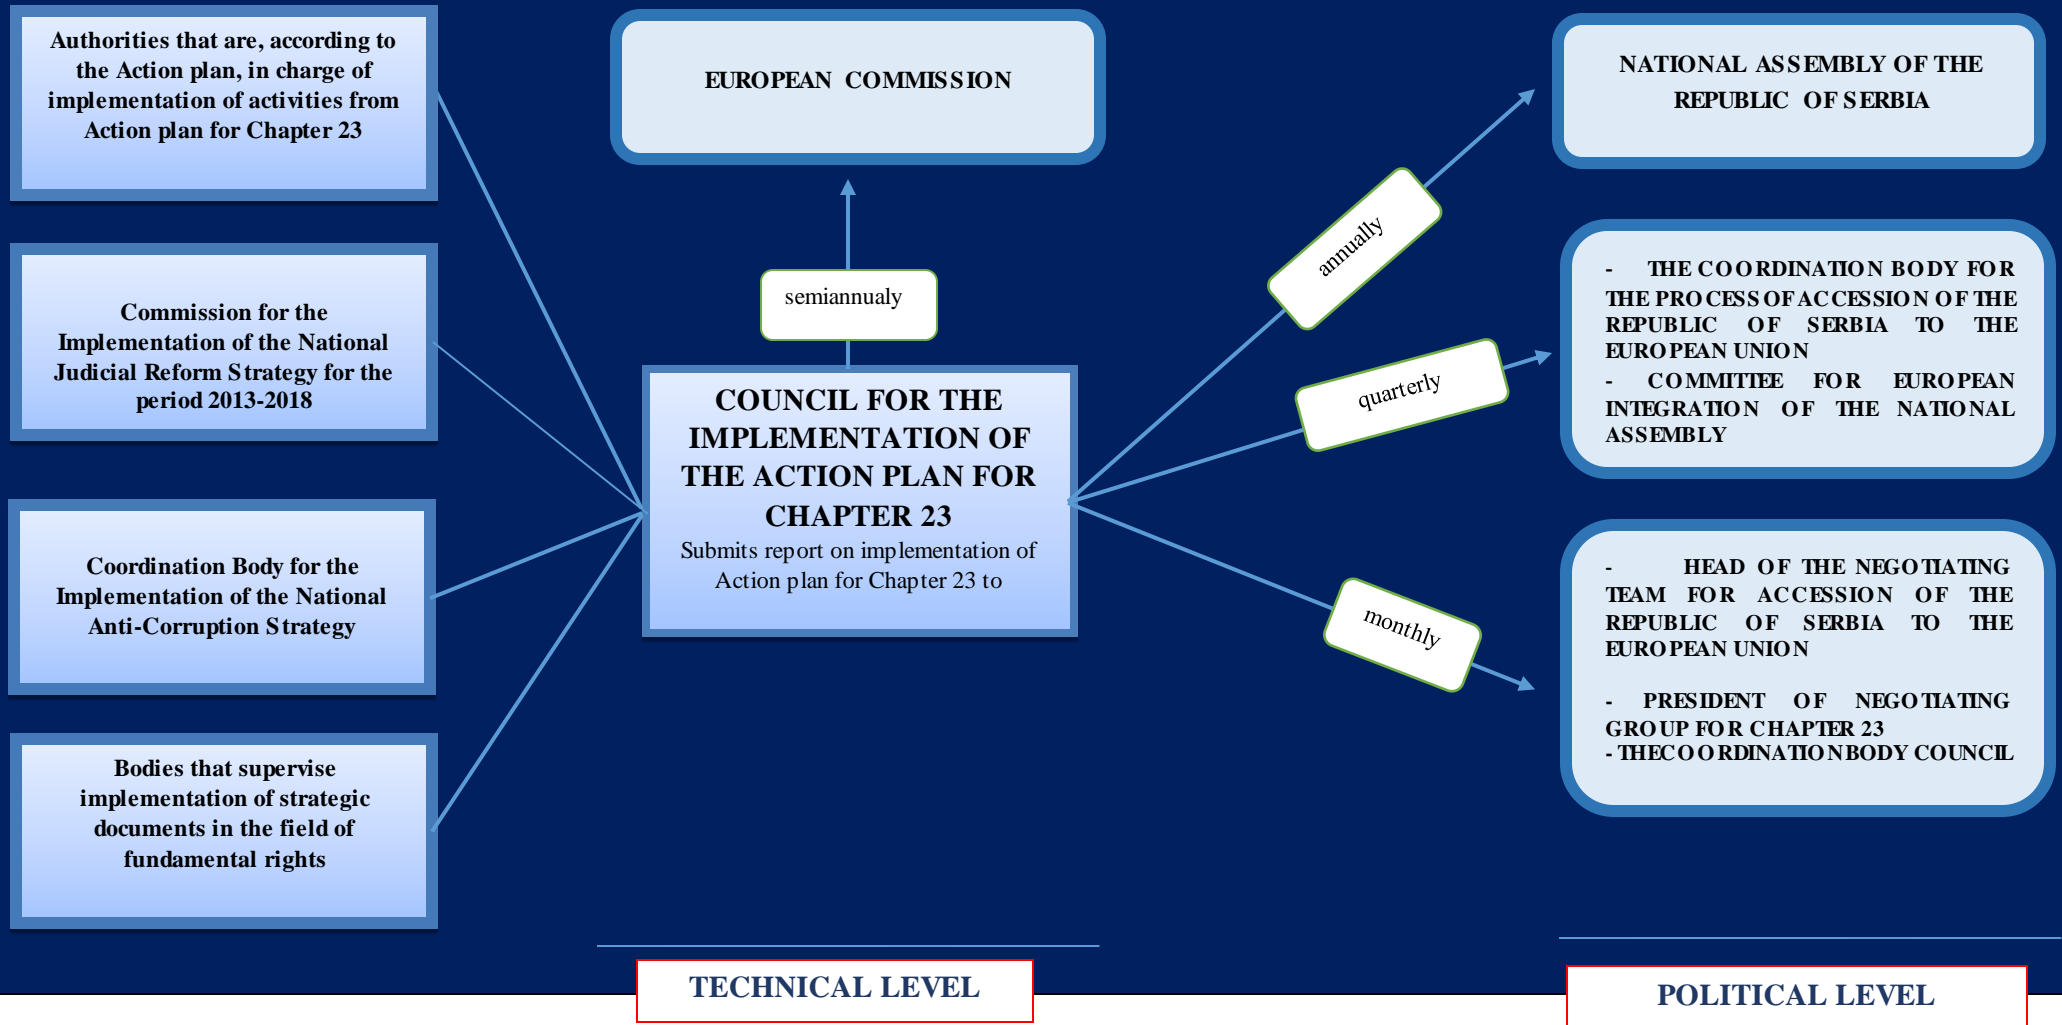 Authorities that are, according to
the Action plan, in charge of
implementation of activities from
Action plan for Chapter 23
Commission for the
Implementation of the National
Judicial Reform Strategy for the
period 2013-2018
Coordination Body for the
Implementation of the National
Anti-Corruption Strategy
Bodies that supervise
implementation of strategic
documents in the field of
fundamental rights
EUROPEAN COMMISSION
semiannualy
COUNCIL FOR THE
IMPLEMENTATION OF
THE ACTION PLAN FOR
CHAPTER 23
Submits report on implementation of
Action plan for Chapter 23 to
annually
quarterly
monthly
NATIONAL ASSEMBLY OF THE
REPUBLIC OF SERBIA
- THE COORDINATION BODY FOR
THE PROCESS OF ACCESSION OF THE
REPUBLIC OF SERBIA TO THE
EUROPEAN UNION
- COMMITTEE FOR EUROPEAN
INTEGRATION OF THE NATIONAL
ASSEMBLY
- HEAD OF THE NEGOTIATING
TEAM FOR ACCESSION OF THE
REPUBLIC OF SERBIA TO THE
EUROPEAN UNION
- PRESIDENT OF NEGOTIATING
GROUP FOR CHAPTER 23
- THE COORDINATION BODY COUNCIL
TECHNICAL LEVEL
POLITICAL LEVEL